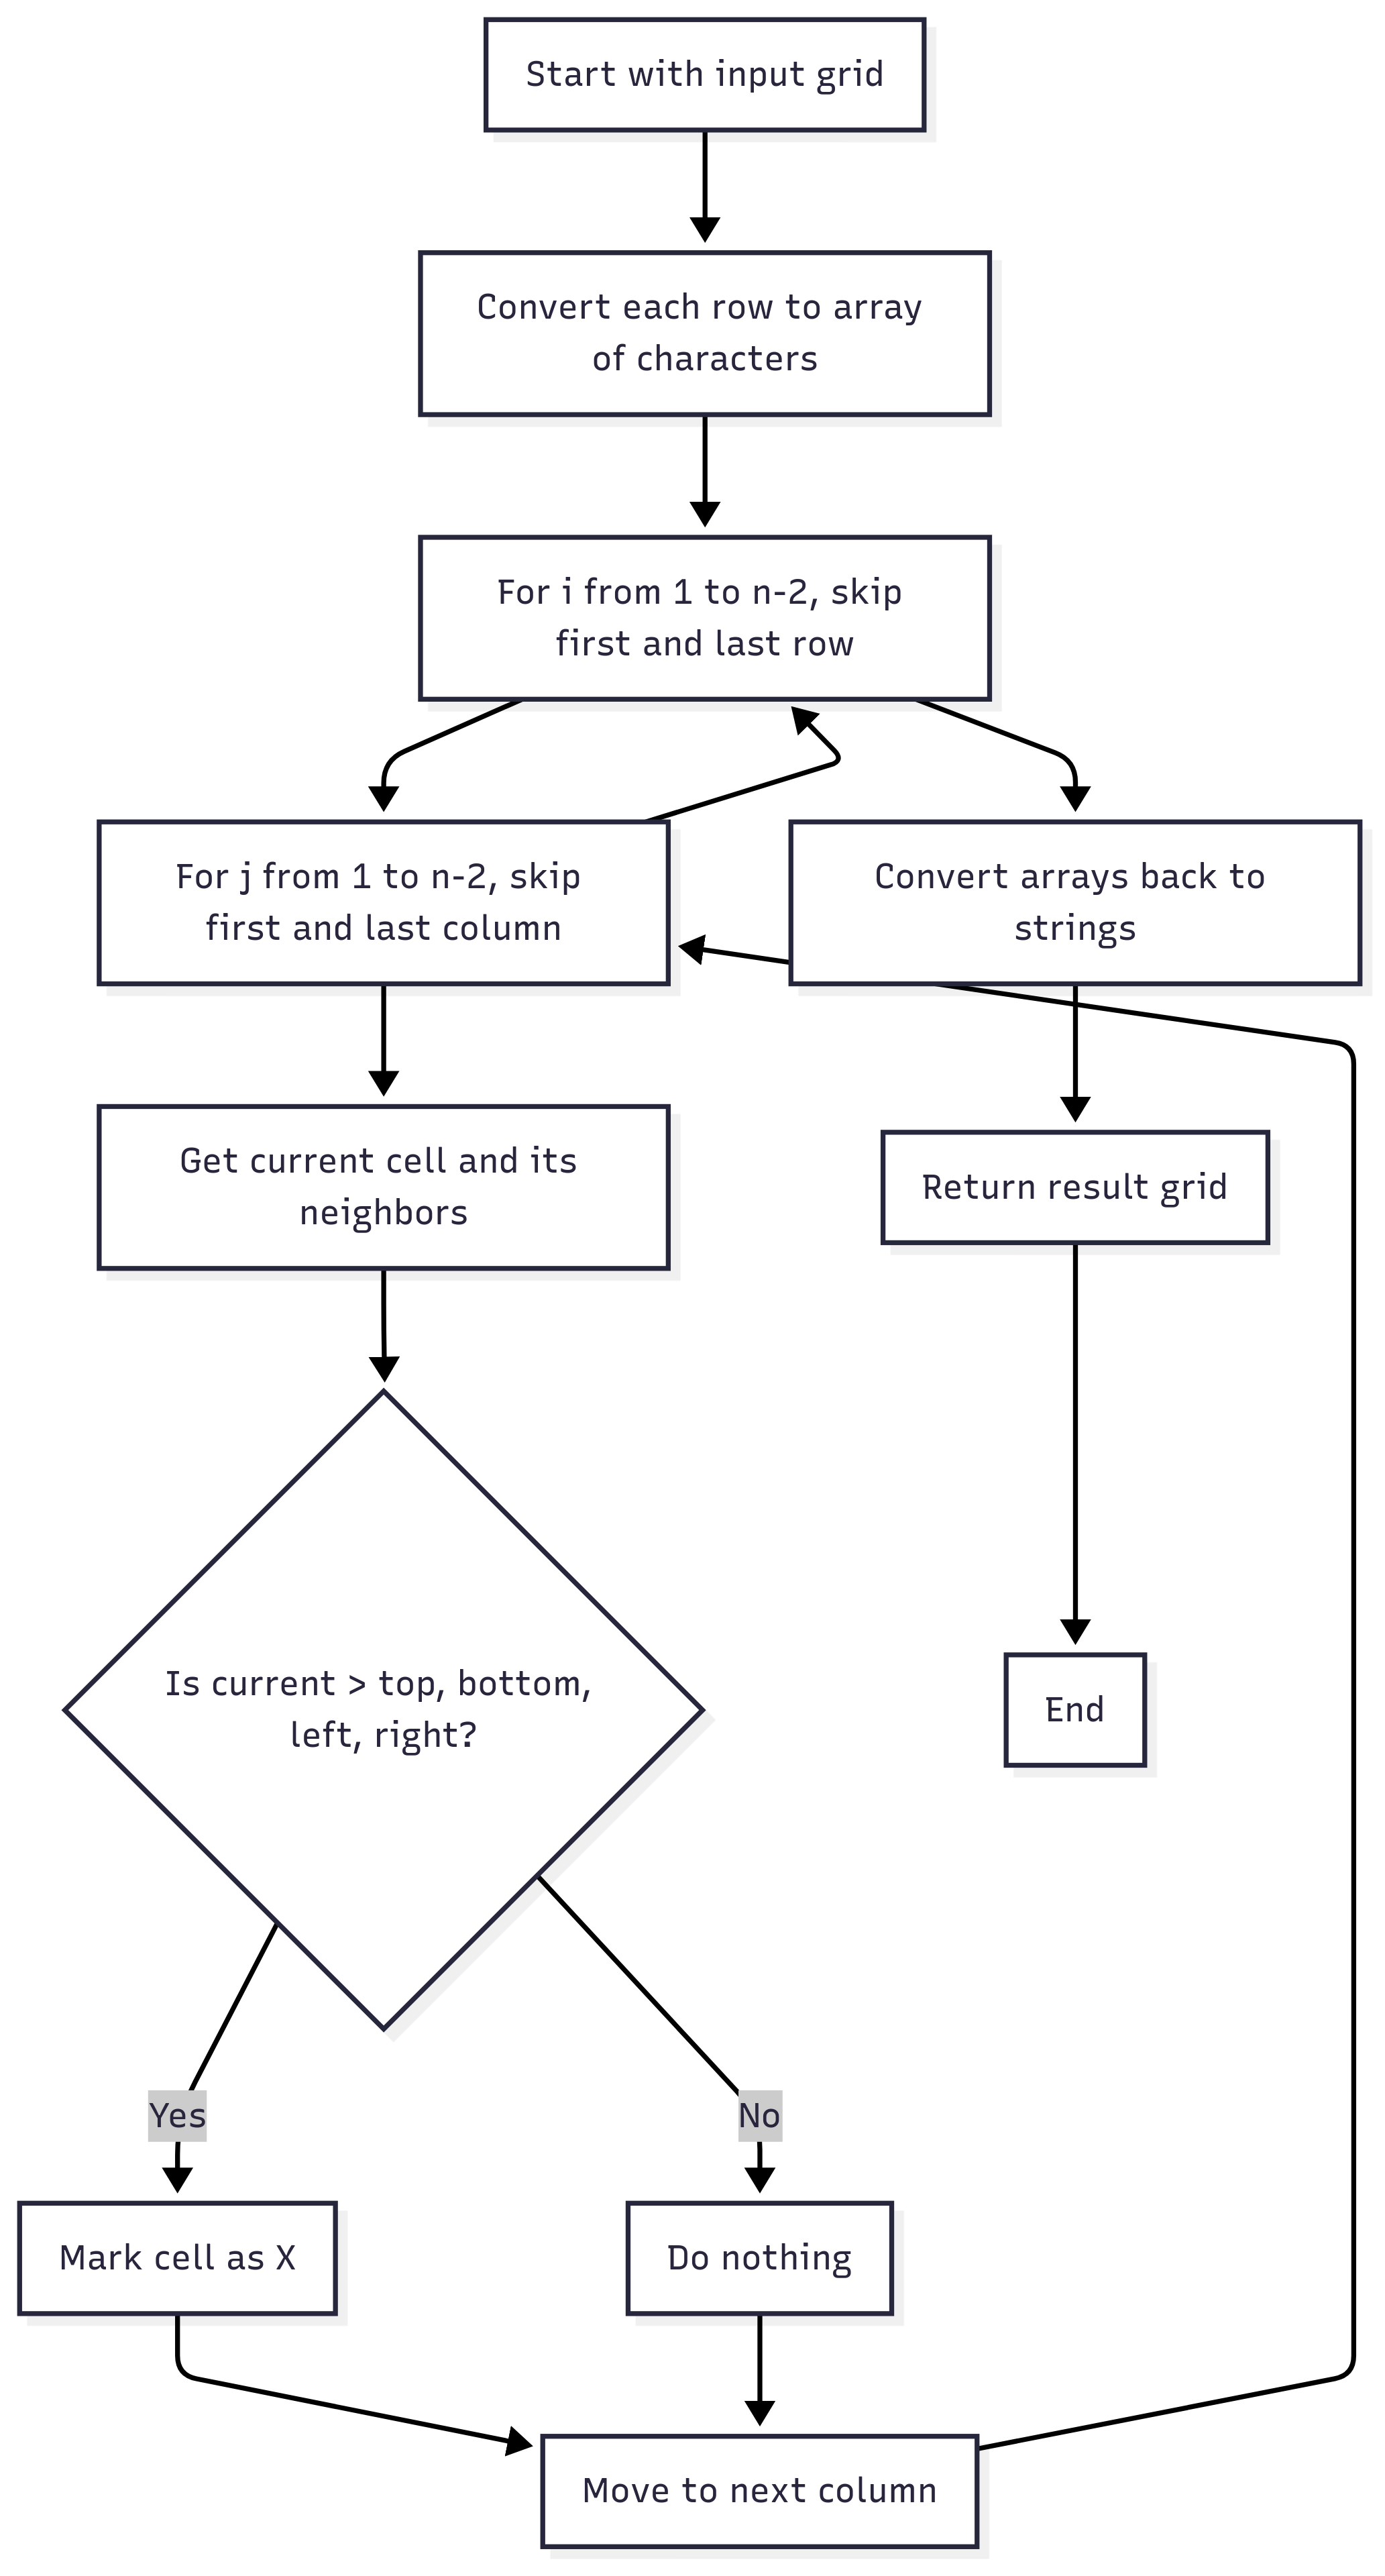 Start with input grid
Convert each row to array
of characters
For i from 1 to n-2, skip
first and last row
For j from 1 to n-2, skip
first and last column
Convert arrays back to
strings
Get current cell and its
neighbors
Return result grid
Is current > top, bottom,
left, right?
End
Yes
No
Mark cell as X
Do nothing
Move to next column